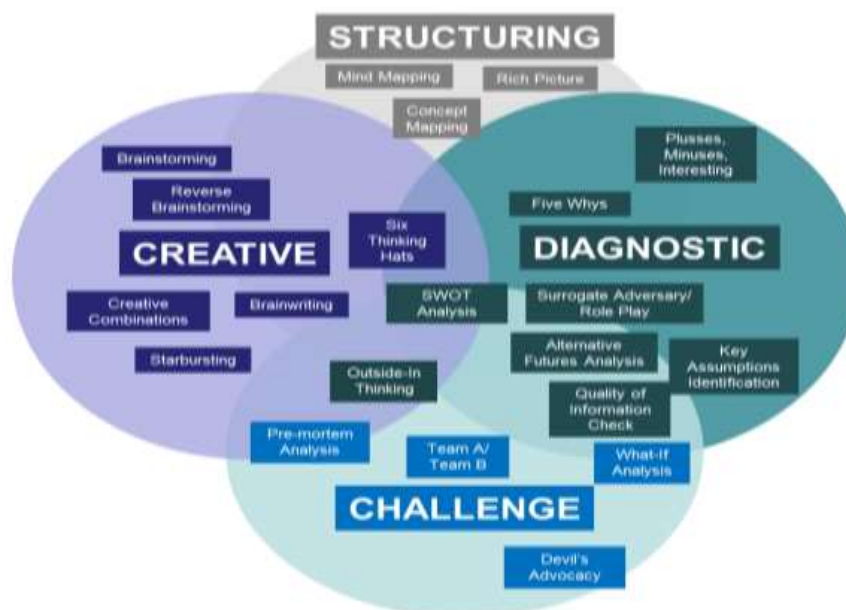 STRUCTURING
Mind Mapping
Rich Picture
Concept
Mapping
Brainstorming
Reverse
Brainstorming
CREATIVE
Six
Thinking
Hats
Creative
Combinations
Brainwriting
Starbursting
Plusses,
Minuses,
Interesting
Five Whys
DIAGNOSTIC
SWOT
Analysis
Surrogate Adversary/
Role Play
Alternative
Futures Analysis
Key
Assumptions
Identification
Quality of
Information
Check
Outside-In
Thinking
Pre-mortem
Analysis
Team A/
Team B
What-If
Analysis
CHALLENGE
Devil's
Advocacy